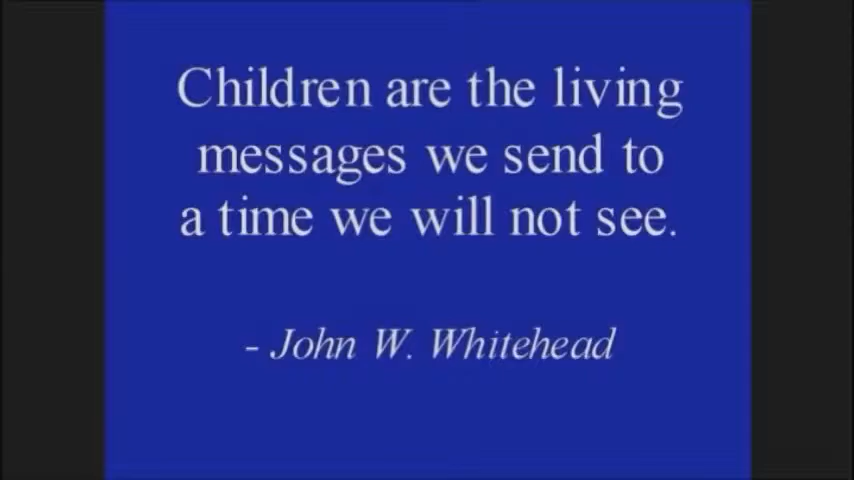 Children are the living
messages we send to
a time we will not see.
- John W. Whitehead